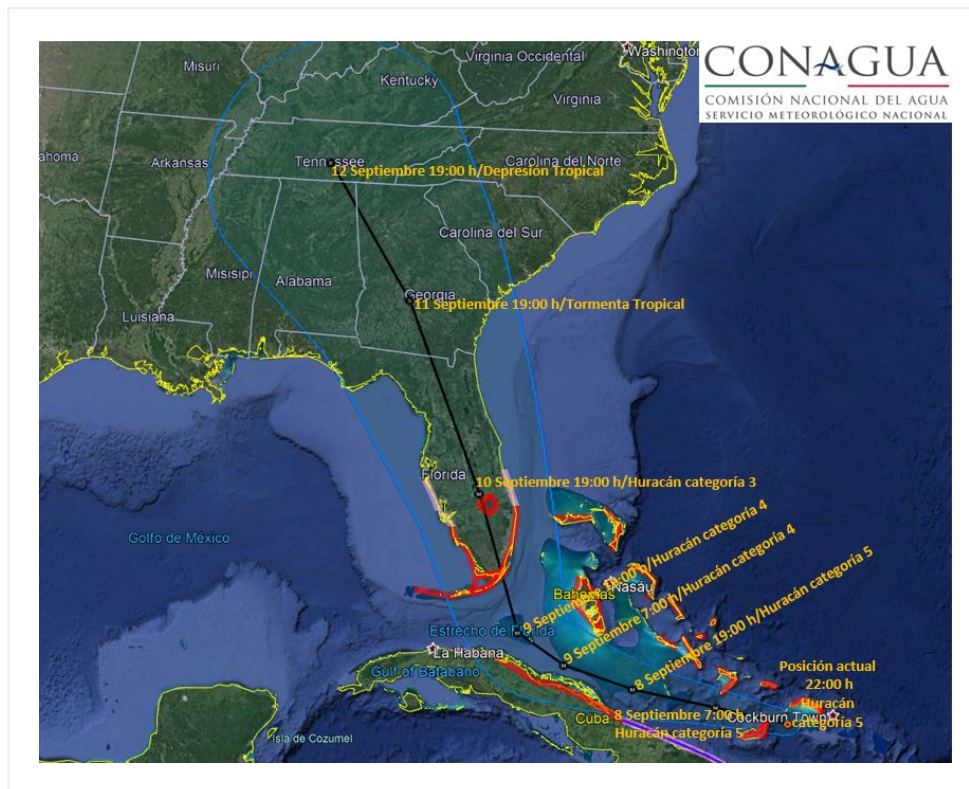 CONAGUA
COMISIÓN NACIONAL DEL AGUA
SERVICIO METEOROLÓGICO NACIONAL
Washington
Virginia Occidental
Misuri
Kentucky
Virginia
ahoma
Arkansas
Tennessee
Carolina del Norte
12 Septiembre 19:00 h/Depresión Tropical
Carolina del Sur
Misisipi
Alabama
Georgia
11 Septiembre 19:00 h/Tormenta Tropical
Luisiana
Florida
10 Septiembre 19:00 h/Huracán categoría 3
Golfo de México
9 Septiembre 19:00 h/Huracán categoría 4
Bahamas
Nasáu
9 Septiembre 7:00 h/Huracán categoría 4
Estrecho de Florida
La Habana
8 Septiembre 19:00 h/Huracán categoría 5
Gulf of Batabano
Posición actual
22:00 h
Huracán
categoría 5
Cuba
8 Septiembre 7:00 h
Huracán categoría 5
Cockburn Town
Isla de Cozumel